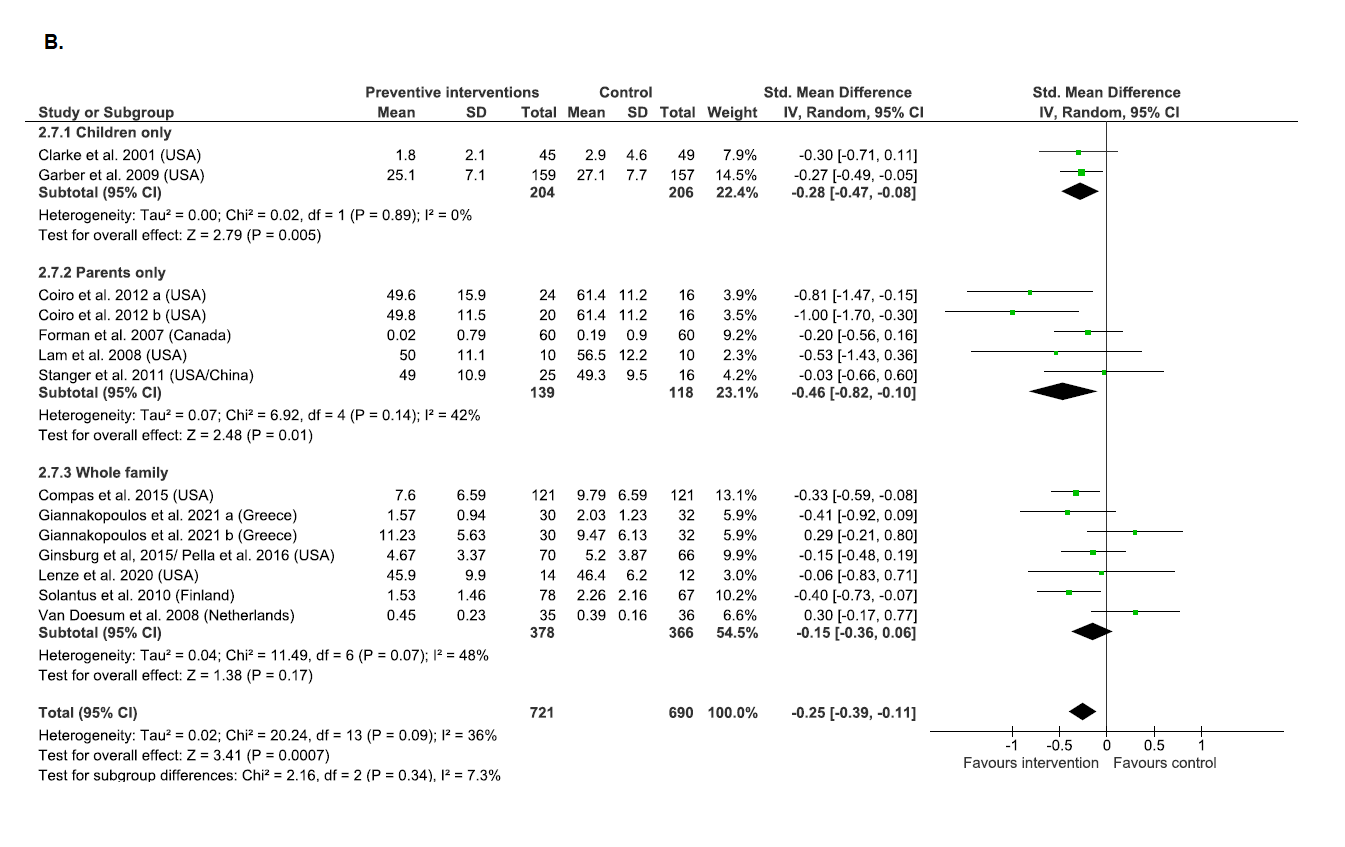 B.
Preventive interventions Control Std. Mean Difference Std. Mean Difference
Study or Subgroup Mean SD Total Mean SD Total Weight IV, Random, 95% CI IV, Random, 95% CI
2.7.1 Children only
Clarke et al. 2001 (USA) 1.8 2.1 45 2.9 4.6 49 7.9% -0.30 [-0.71, 0.11]
Garber et al. 2009 (USA) 25.1 7.1 159 27.1 7.7 157 14.5% -0.27 [-0.49, -0.05]
Subtotal (95% CI) 204 206 22.4% -0.28 [-0.47, -0.08]
Heterogeneity: Tau² = 0.00; Chi² = 0.02, df = 1 (P = 0.89); I² = 0%
Test for overall effect: Z = 2.79 (P = 0.005)
2.7.2 Parents only
Coiro et al. 2012 a (USA) 49.6 15.9 24 61.4 11.2 16 3.9% -0.81 [-1.47, -0.15]
Coiro et al. 2012 b (USA) 49.8 11.5 20 61.4 11.2 16 3.5% -1.00 [-1.70, -0.30]
Forman et al. 2007 (Canada) 0.02 0.79 60 0.19 0.9 60 9.2% -0.20 [-0.56, 0.16]
Lam et al. 2008 (USA) 50 11.1 10 56.5 12.2 10 2.3% -0.53 [-1.43, 0.36]
Stanger et al. 2011 (USA/China) 49 10.9 25 49.3 9.5 16 4.2% -0.03 [-0.66, 0.60]
Subtotal (95% CI) 139 118 23.1% -0.46 [-0.82, -0.10]
Heterogeneity: Tau² = 0.07; Chi² = 6.92, df = 4 (P = 0.14); I² = 42%
Test for overall effect: Z = 2.48 (P = 0.01)
2.7.3 Whole family
Compas et al. 2015 (USA) 7.6 6.59 121 9.79 6.59 121 13.1% -0.33 [-0.59, -0.08]
Giannakopoulos et al. 2021 a (Greece) 1.57 0.94 30 2.03 1.23 32 5.9% -0.41 [-0.92, 0.09]
Giannakopoulos et al. 2021 b (Greece) 11.23 5.63 30 9.47 6.13 32 5.9% 0.29 [-0.21, 0.80]
Ginsburg et al, 2015/ Pella et al. 2016 (USA) 4.67 3.37 70 5.2 3.87 66 9.9% -0.15 [-0.48, 0.19]
Lenze et al. 2020 (USA) 45.9 9.9 14 46.4 6.2 12 3.0% -0.06 [-0.83, 0.71]
Solantus et al. 2010 (Finland) 1.53 1.46 78 2.26 2.16 67 10.2% -0.40 [-0.73, -0.07]
Van Doesum et al. 2008 (Netherlands) 0.45 0.23 35 0.39 0.16 36 6.6% 0.30 [-0.17, 0.77]
Subtotal (95% CI) 378 366 54.5% -0.15 [-0.36, 0.06]
Heterogeneity: Tau² = 0.04; Chi² = 11.49, df = 6 (P = 0.07); I² = 48%
Test for overall effect: Z = 1.38 (P = 0.17)
Total (95% CI) 721 690 100.0% -0.25 [-0.39, -0.11]
Heterogeneity: Tau² = 0.02; Chi² = 20.24, df = 13 (P = 0.09); I² = 36%
Test for overall effect: Z = 3.41 (P = 0.0007)
Test for subgroup differences: Chi² = 2.16, df = 2 (P = 0.34), I² = 7.3%
-1 -0.5 0 0.5 1
Favours intervention Favours control